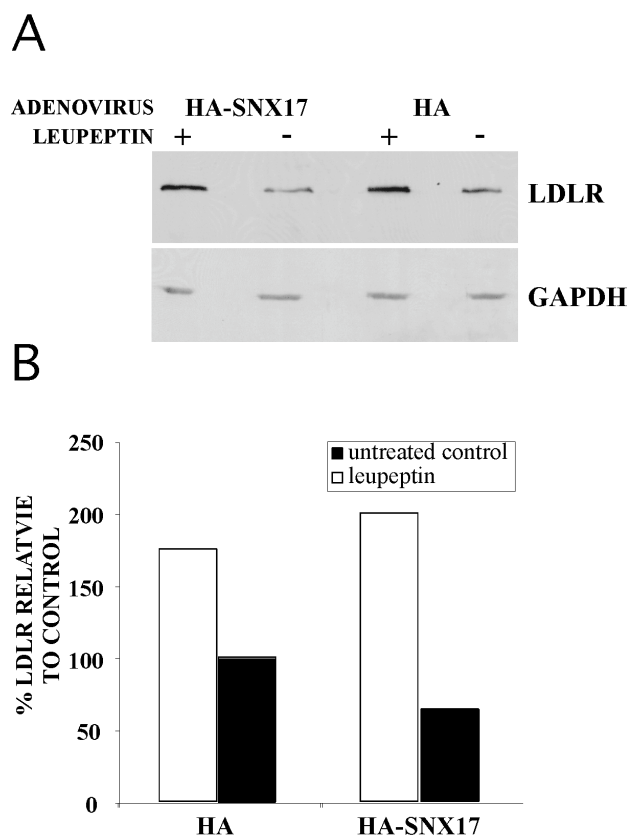 A
ADENOVIRUS HA-SNX17 HA
LEUPEPTIN + - + -
LDLR
GAPDH
B
250
200
150
100
50
0
% LDLR RELATVIE
TO CONTROL
untreated control
leupeptin
HA HA-SNX17